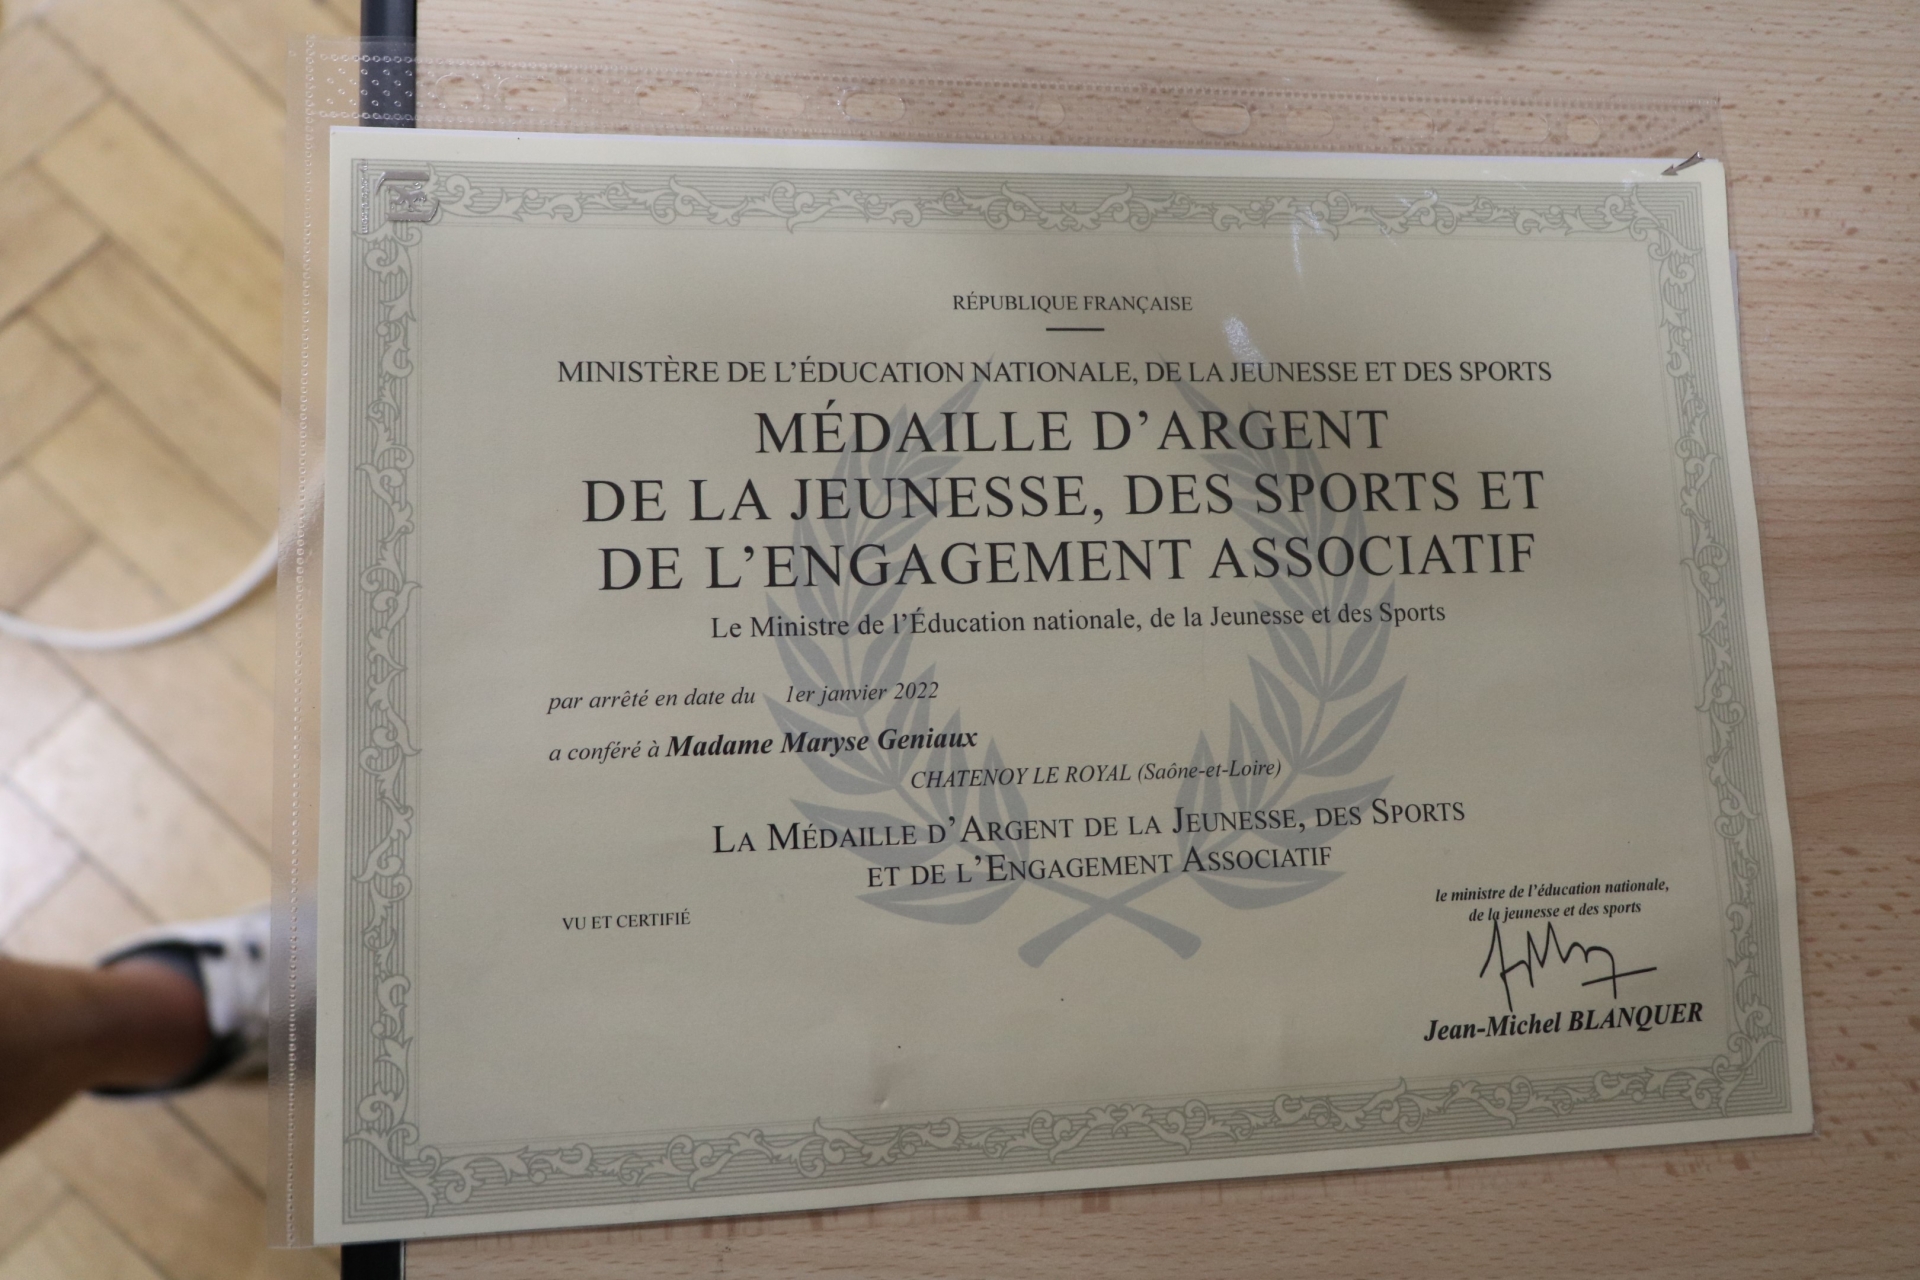 RÉPUBLIQUE FRANÇAISE
MINISTÈRE DE L'ÉDUCATION NATIONALE, DE LA JEUNESSE ET DES SPORTS
MÉDAILLE D'ARGENT
DE LA JEUNESSE, DES SPORTS ET
DE L'ENGAGEMENT ASSOCIATIF
Le Ministre de l'Éducation nationale, de la Jeunesse et des Sports
par arrêté en date du 1er janvier 2022
a conféré à Madame Maryse Geniaux
CHATENOY LE ROYAL (Saône-et-Loire)
LA MÉDAILLE D'ARGENT DE LA JEUNESSE, DES SPORTS
ET DE L'ENGAGEMENT ASSOCIATIF
VU ET CERTIFIÉ
le ministre de l'éducation nationale,
de la jeunesse et des sports
Jean-Michel BLANQUER